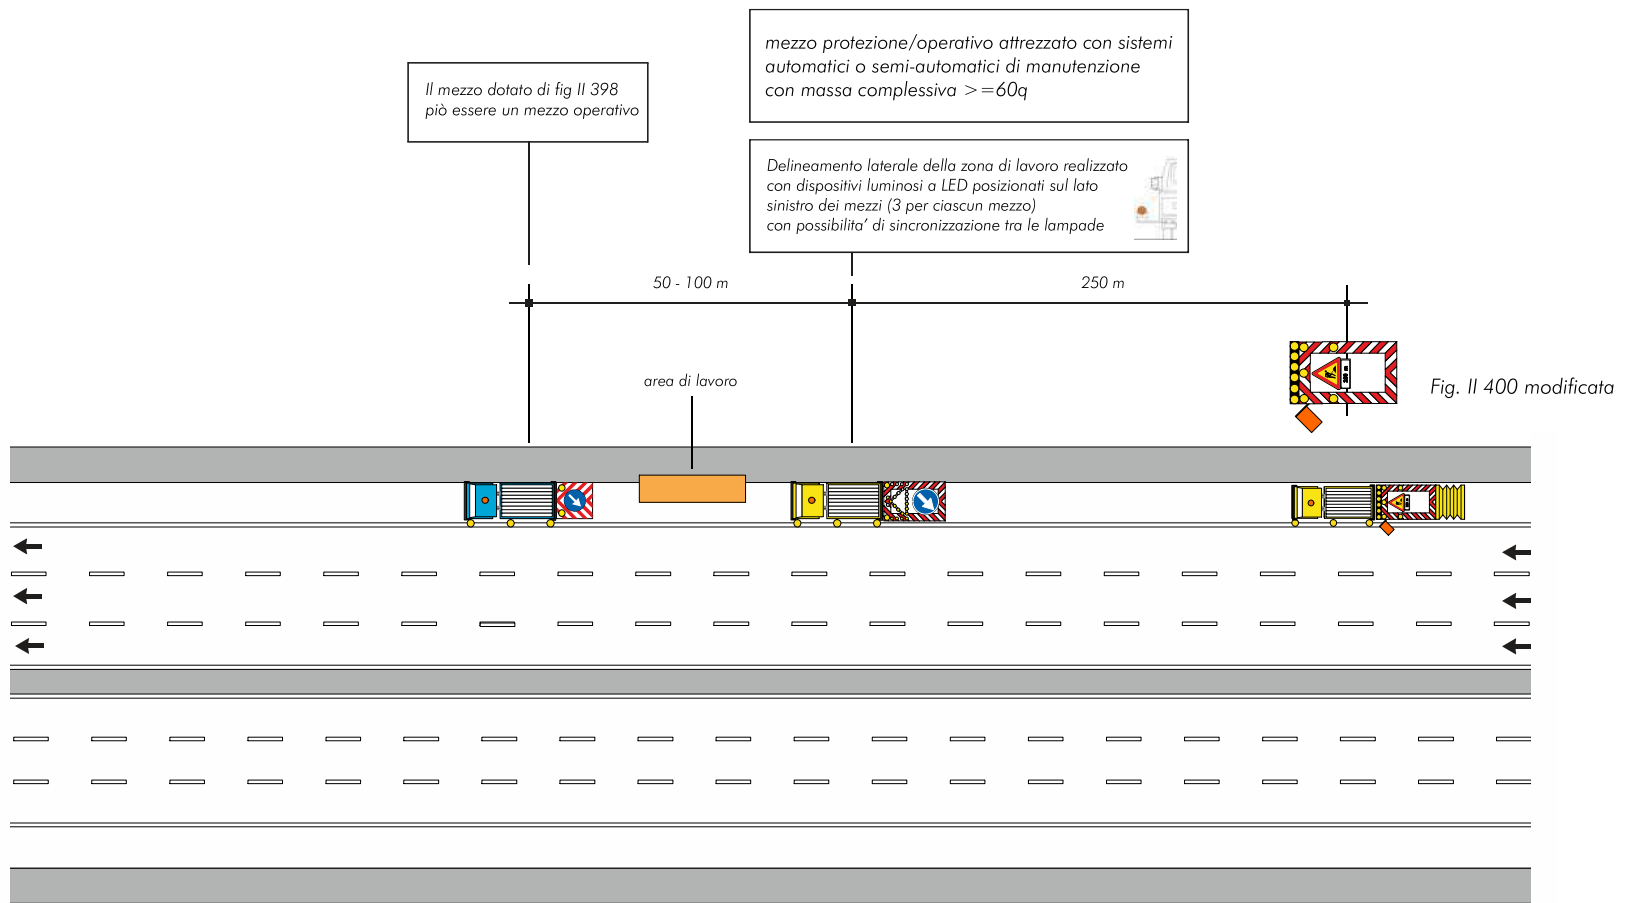 mezzo protezione/operativo attrezzato con sistemi
automatici o semi-automatici di manutenzione
con massa complessiva >=60q
Il mezzo dotato di fig II 398
piò essere un mezzo operativo
Delineamento laterale della zona di lavoro realizzato
con dispositivi luminosi a LED posizionati sul lato
sinistro dei mezzi (3 per ciascun mezzo)
con possibilita' di sincronizzazione tra le lampade
50 - 100 m
250 m
area di lavoro
Fig. II 400 modificata